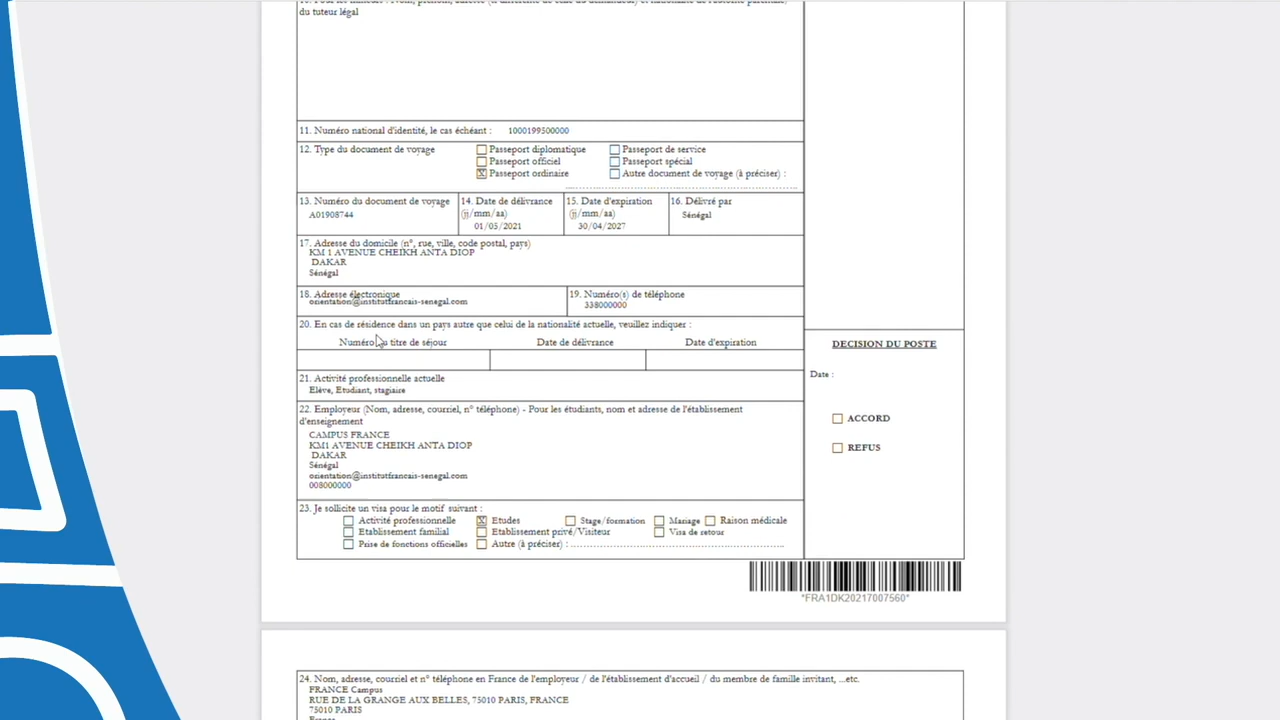 du tuteur légal
11. Numéro national d'identité, le cas échéant : 1000199500000
12. Type du document de voyage
Passeport diplomatique Passeport de service
Passeport officiel Passeport spécial
Passeport ordinaire Autre document de voyage (à préciser) :
13. Numéro du document de voyage
A01908744
14. Date de délivrance
(jj/mm/aa)
01/05/2021
15. Date d'expiration
(jj/mm/aa)
30/04/2027
16. Délivré par
Sénégal
17. Adresse du domicile (n°, rue, ville, code postal, pays)
KM 1 AVENUE CHEIKH ANTA DIOP
DAKAR
Sénégal
18. Adresse électronique
orientation@institutfrancais-senegal.com
19. Numéro(s) de téléphone
338000000
20. En cas de résidence dans un pays autre que celui de la nationalité actuelle, veuillez indiquer :
Numéro du titre de séjour Date de délivrance Date d'expiration
21. Activité professionnelle actuelle
Elève, Etudiant, stagiaire
22. Employeur (Nom, adresse, courriel, n° téléphone) - Pour les étudiants, nom et adresse de l'établissement
d'enseignement
CAMPUS FRANCE
KM1 AVENUE CHEIKH ANTA DIOP
DAKAR
Sénégal
orientation@institutfrancais-senegal.com
008000000
23. Je sollicite un visa pour le motif suivant :
Activité professionnelle Etudes Stage/formation Mariage Raison médicale
Etablissement familial Etablissement privé/Visiteur Visa de retour
Prise de fonctions officielles Autre (à préciser) :
DECISION DU POSTE
Date :
ACCORD
REFUS
*FRA1DK20217007560*
24. Nom, adresse, courriel et n° téléphone en France de l'employeur / de l'établissement d'accueil / du membre de famille invitant, ...etc.
FRANCE Campus
RUE DE LA GRANGE AUX BELLES, 75010 PARIS, FRANCE
75010 PARIS